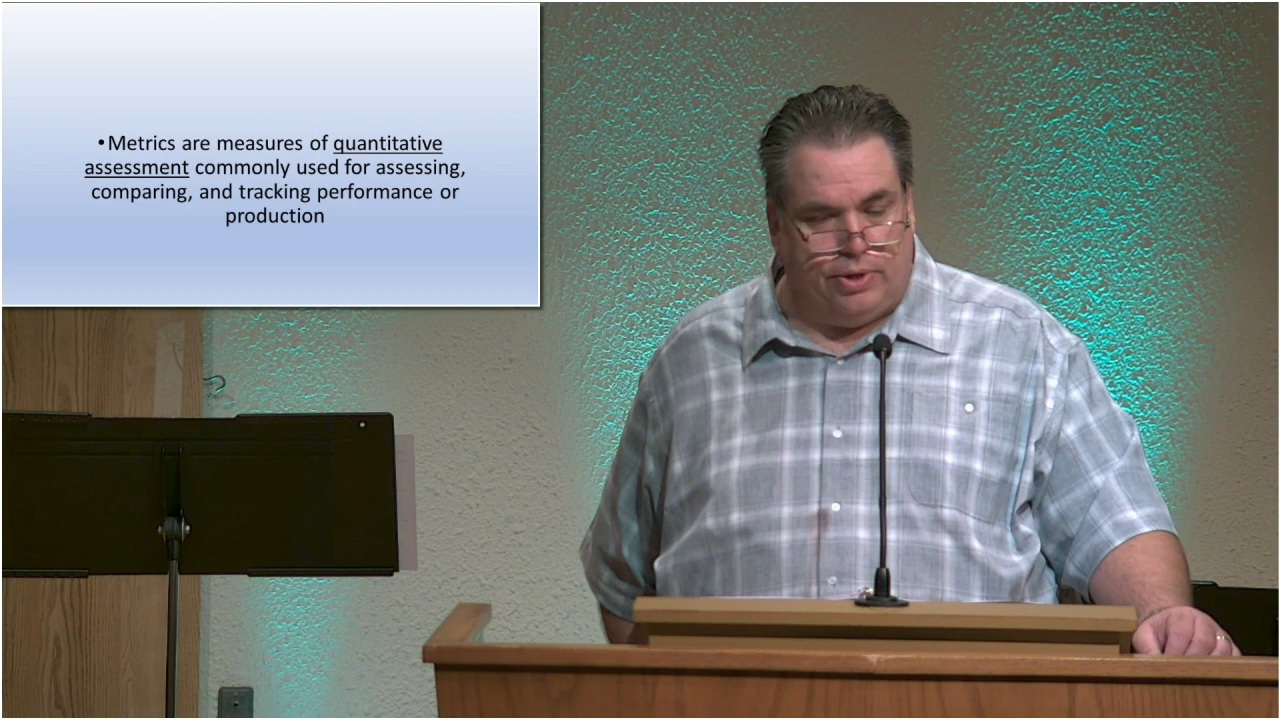 •Metrics are measures of quantitative
assessment commonly used for assessing,
comparing, and tracking performance or
production